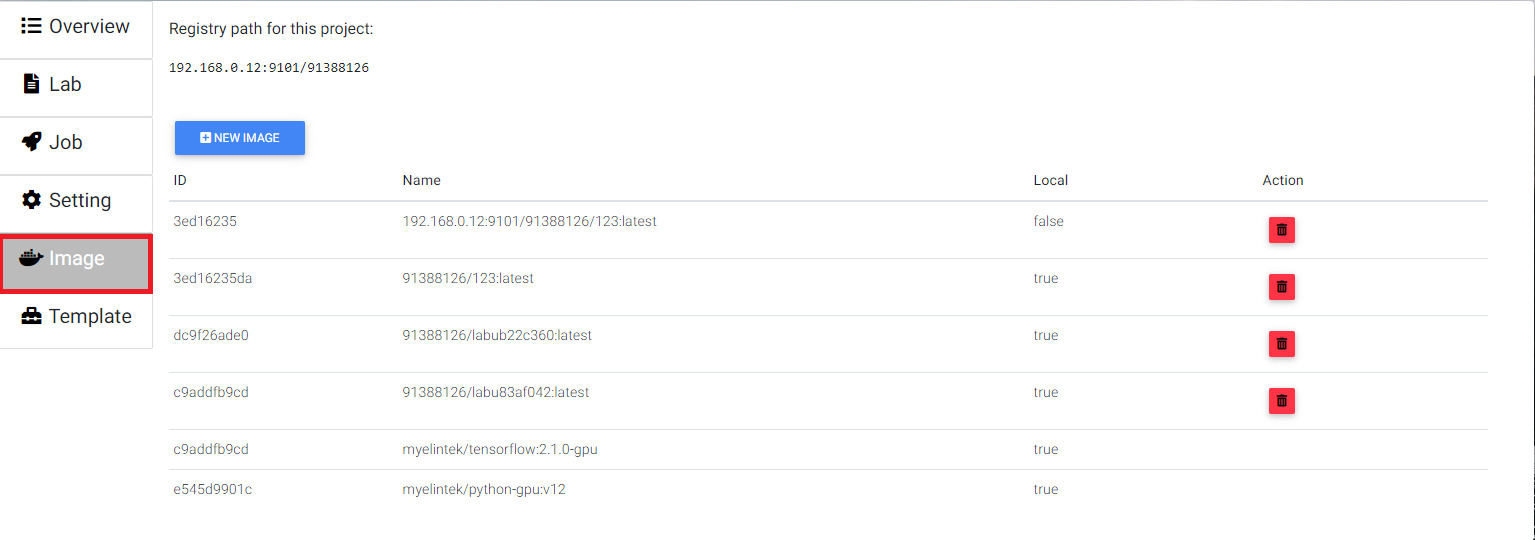 Overview
Lab
Job
Setting
Image
Template
Registry path for this project:
192.168.0.12:9101/91388126
NEW IMAGE
ID Name Local Action
3ed16235 192.168.0.12:9101/91388126/123:latest false
3ed16235da 91388126/123:latest true
dc9f26ade0 91388126/labub22c360:latest true
c9addfb9cd 91388126/labu83af042:latest true
c9addfb9cd myelintek/tensorflow:2.1.0-gpu true
e545d9901c myelintek/python-gpu:v12 true